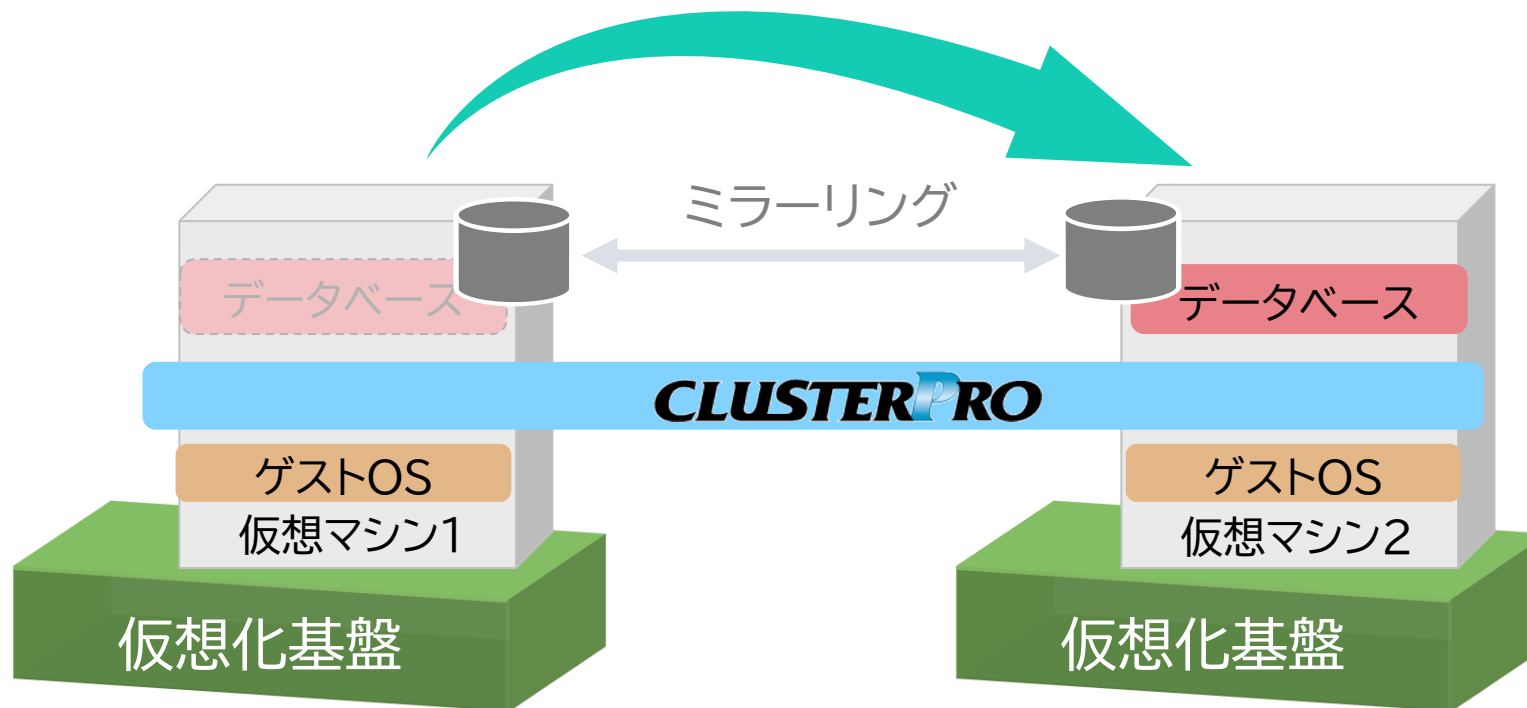 ミラーリング
データベース
データベース
CLUSTERPRO
ゲストOS
ゲストOS
仮想マシン1
仮想マシン2
仮想化基盤
仮想化基盤